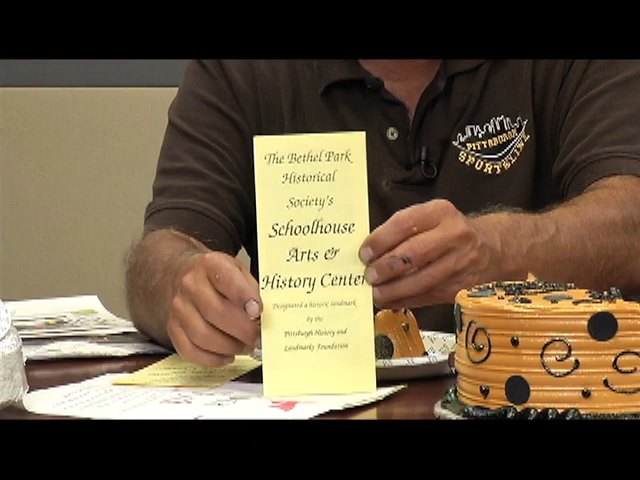 The Bethel Park
Historical
Society's
Schoolhouse
Arts &
History Center
Designated a historic landmark
by the
Pittsburgh History and
Landmarks Foundation
PITTSBURGH
SPORTSLINE